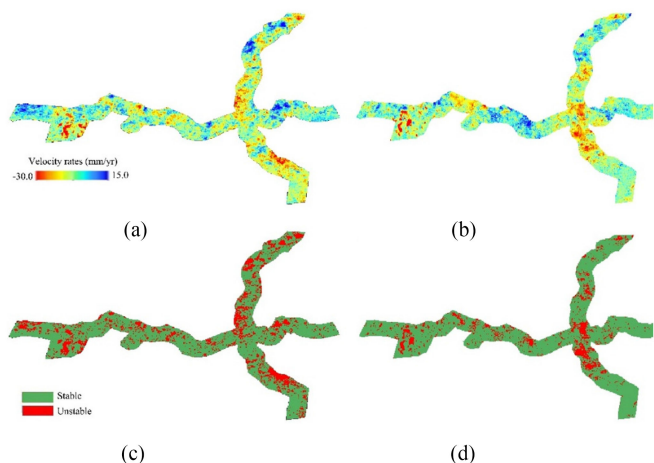 Velocity rates (mm/yr)
-30.0 15.0
(a) (b)
Stable
Unstable
(c) (d)